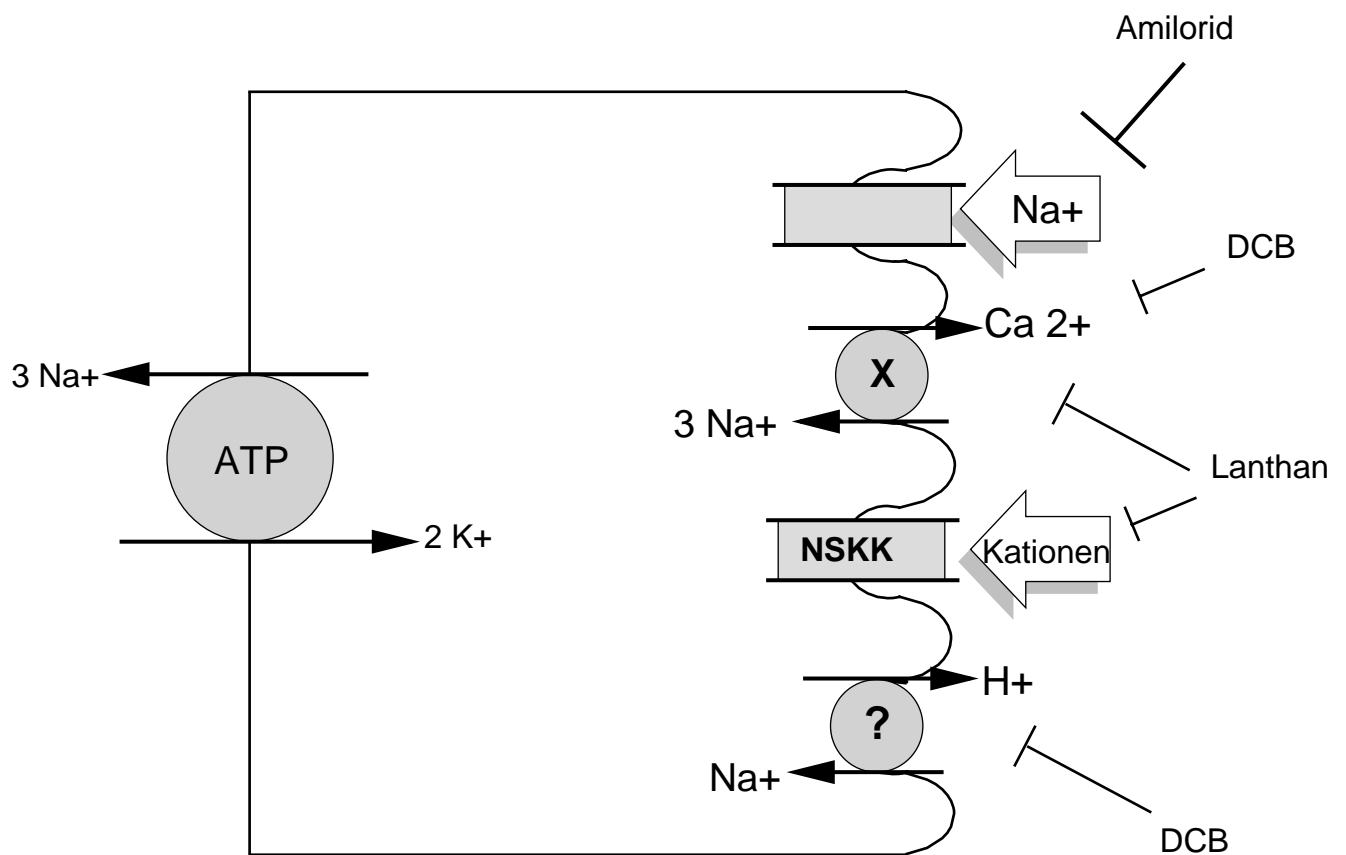 Amilorid
Na+
DCB
Ca 2+
3 Na+
X
3 Na+
ATP
Lanthan
2 K+
NSKK
Kationen
H+
?
Na+
DCB